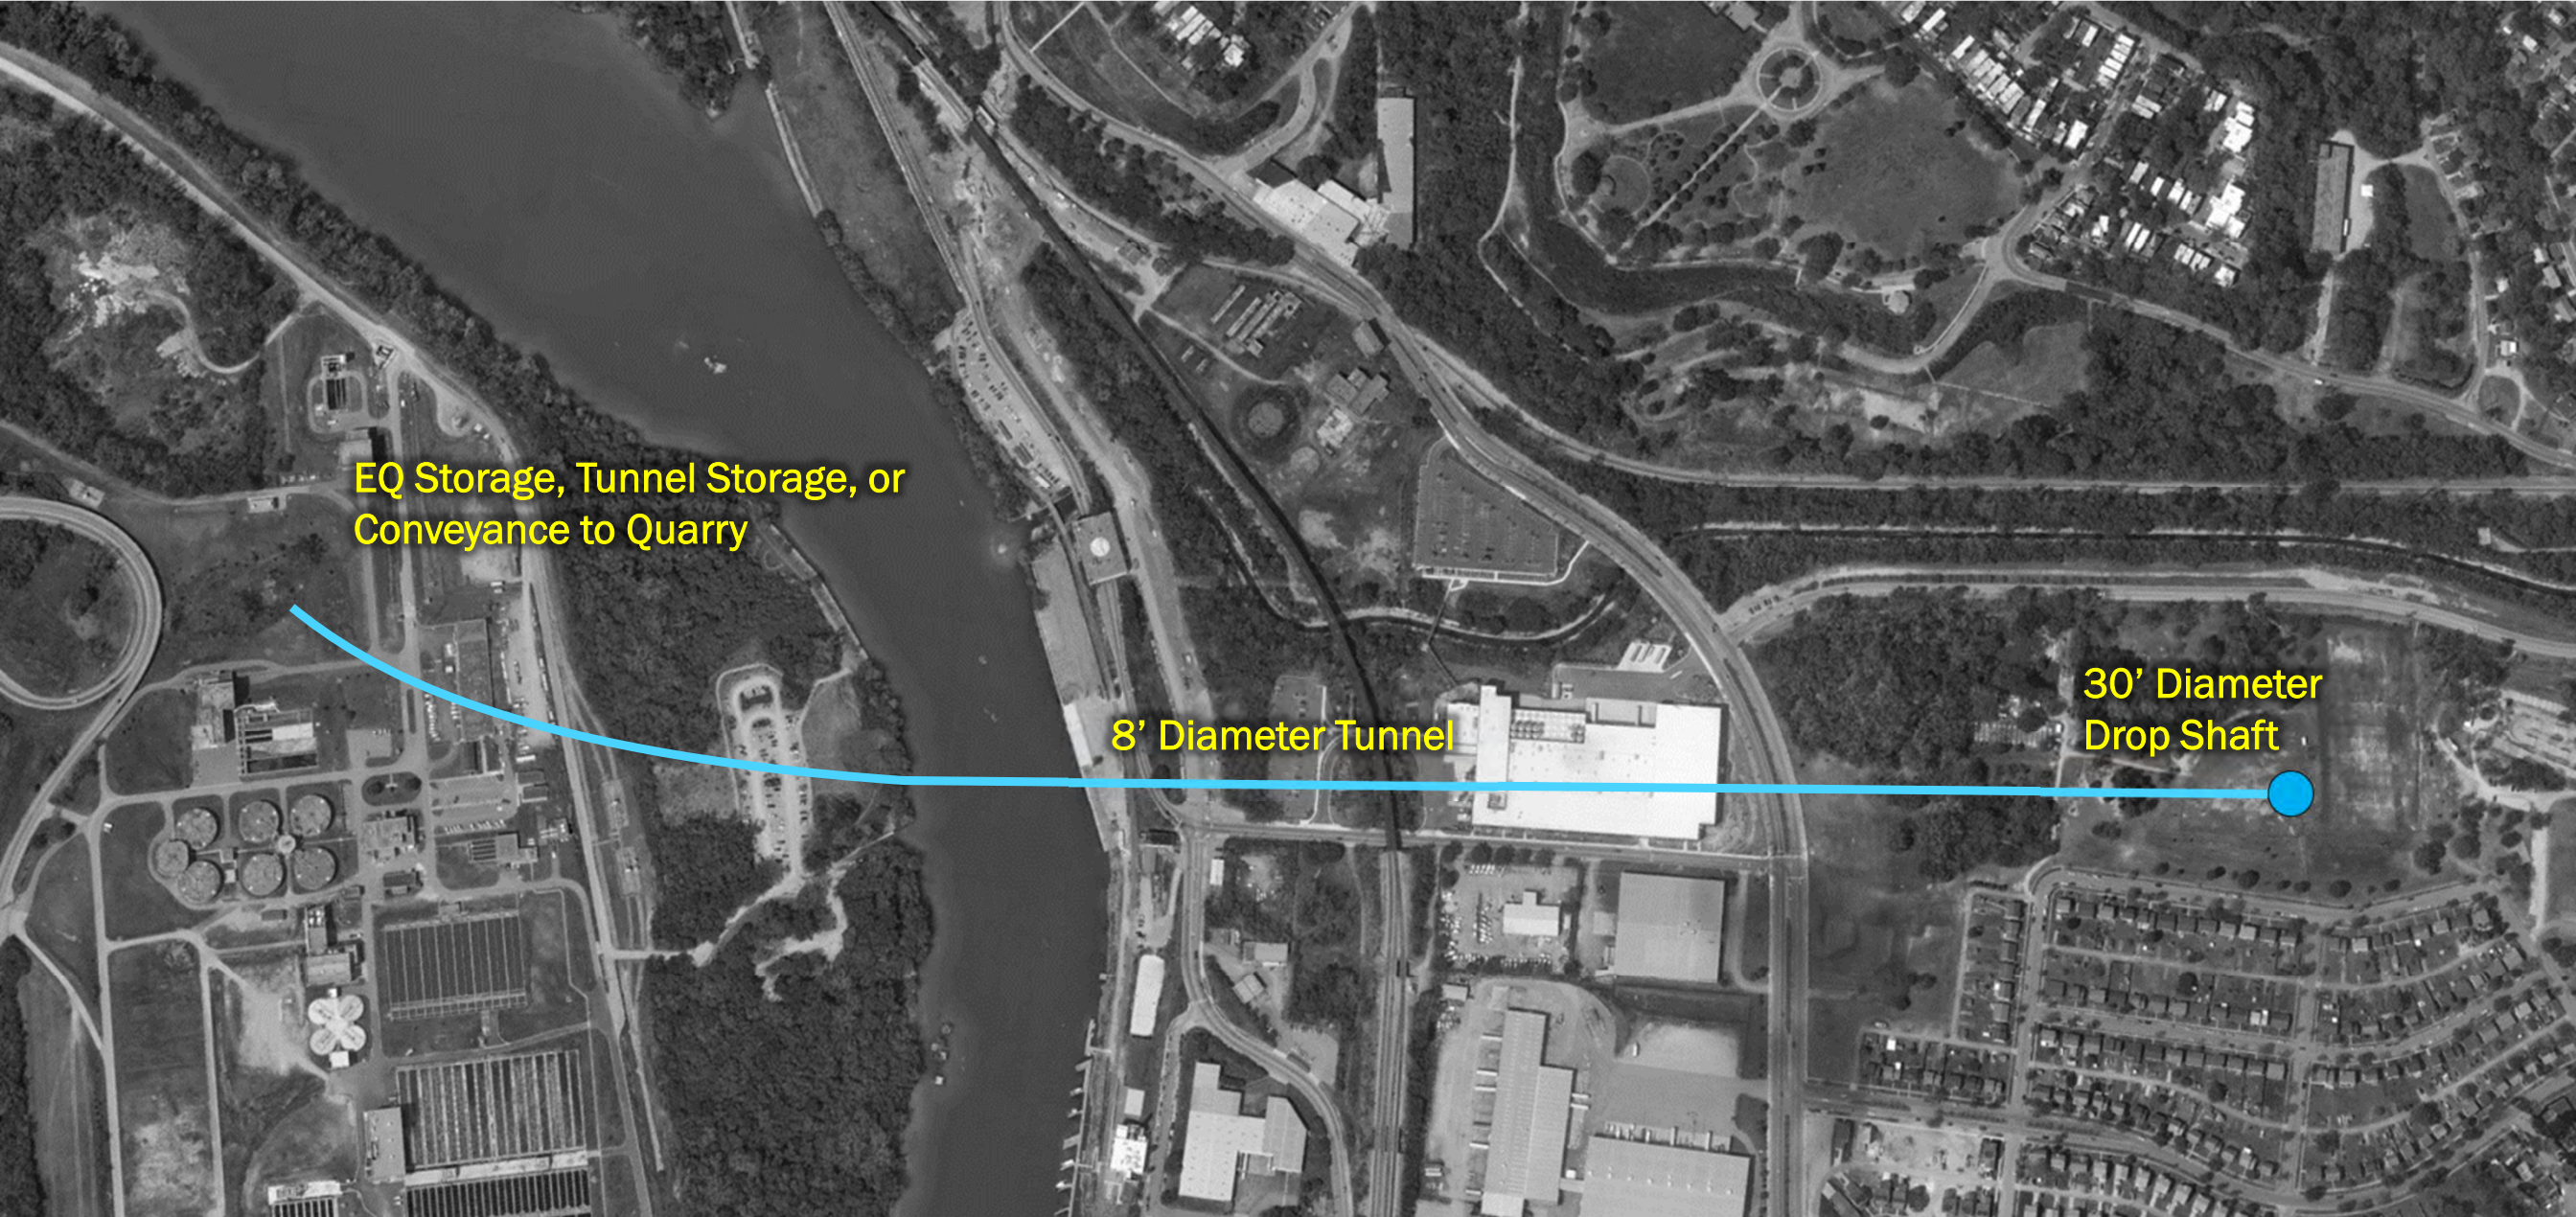 EQ Storage, Tunnel Storage, or
Conveyance to Quarry
8’ Diameter Tunnel
30’ Diameter
Drop Shaft